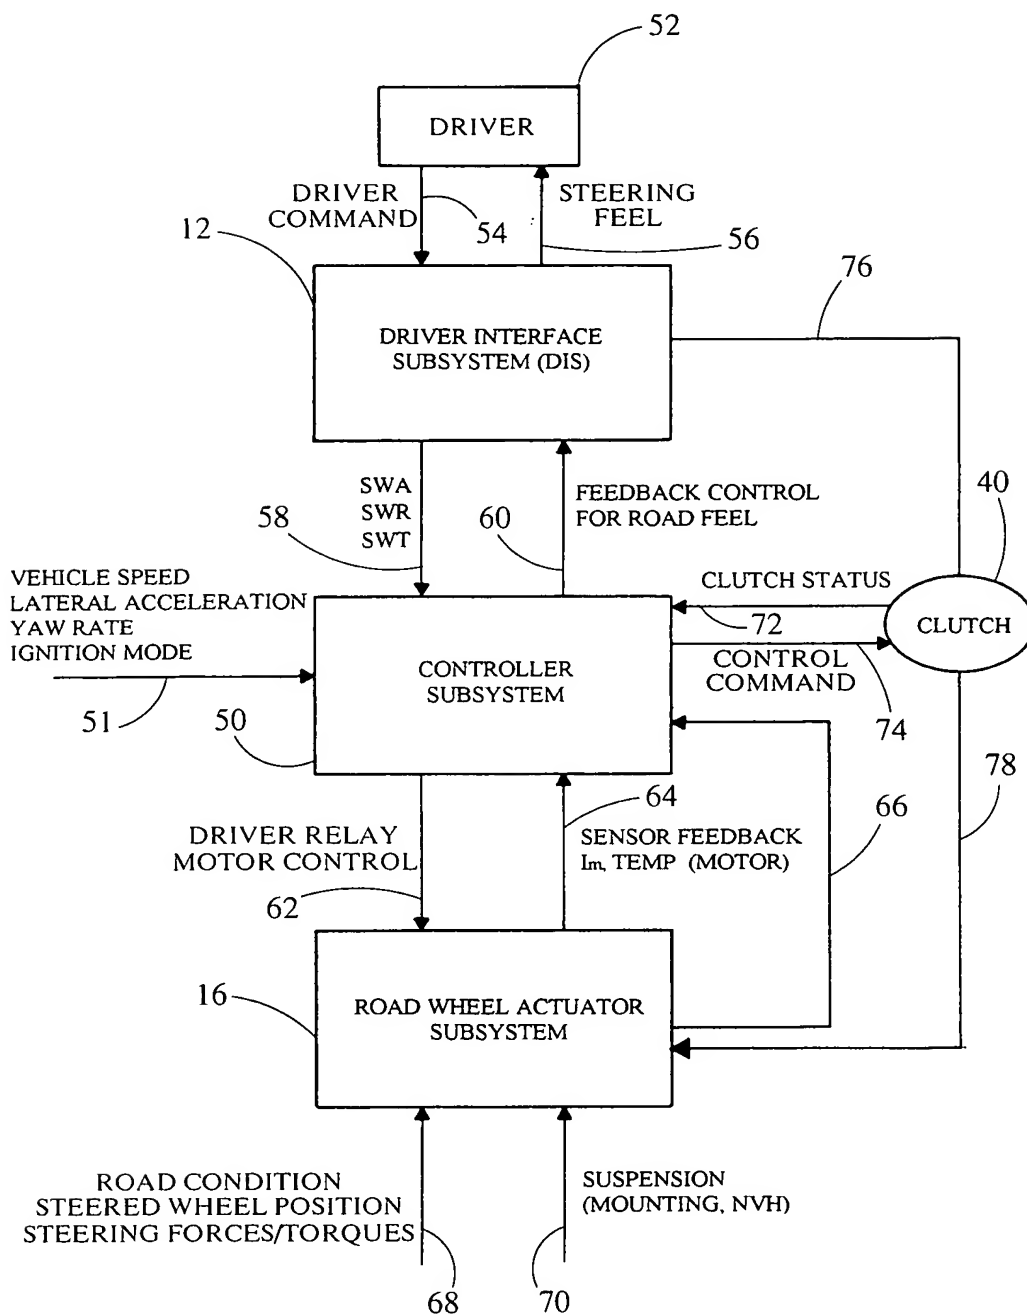 52
DRIVER
DRIVER
COMMAND
54
STEERING
FEEL
56
12
76
DRIVER INTERFACE
SUBSYSTEM (DIS)
SWA
SWR
SWT
58
60
FEEDBACK CONTROL
FOR ROAD FEEL
40
VEHICLE SPEED
LATERAL ACCELERATION
YAW RATE
IGNITION MODE
51
CLUTCH STATUS
72
CLUTCH
CONTROLLER
SUBSYSTEM
CONTROL
COMMAND
74
50
78
64
66
DRIVER RELAY
MOTOR CONTROL
62
SENSOR FEEDBACK
Im, TEMP (MOTOR)
16
ROAD WHEEL ACTUATOR
SUBSYSTEM
ROAD CONDITION
STEERED WHEEL POSITION
STEERING FORCES/TORQUES
68
SUSPENSION
(MOUNTING, NVH)
70